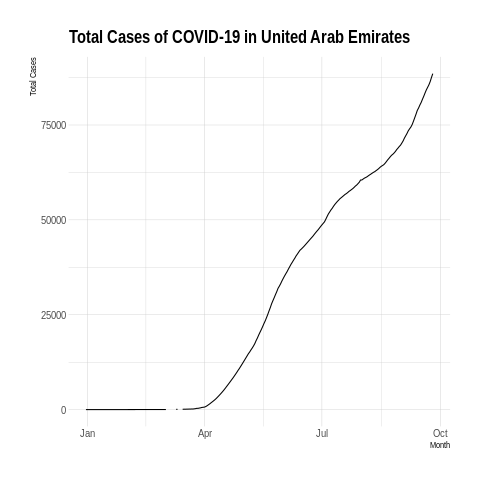 Total Cases of COVID-19 in United Arab Emirates
Total Cases
75000
50000
25000
0
Jan Apr Jul Oct
Month